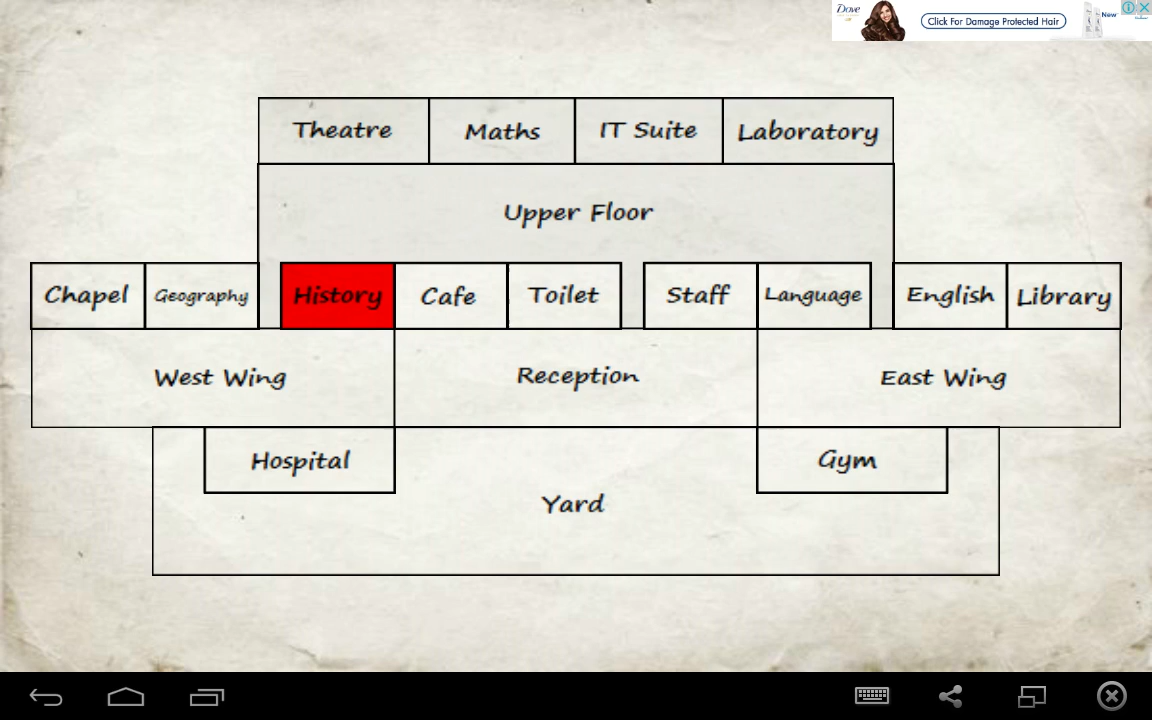 Dove
Click For Damage Protected Hair
New
Theatre
Maths
IT Suite
Laboratory
Upper Floor
Chapel
Geography
History
Cafe
Toilet
Staff
Language
English
Library
West Wing
Reception
East Wing
Hospital
Gym
Yard